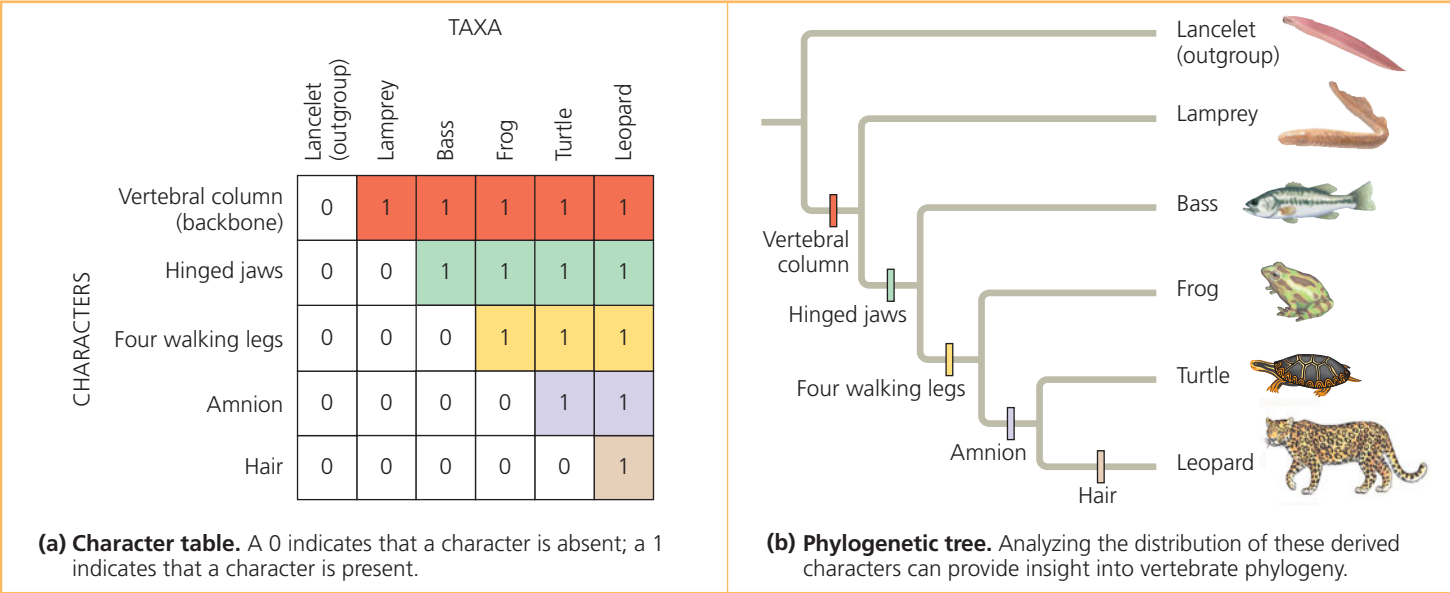 TAXA
Lancelet
(outgroup)
Lamprey
Bass
Frog
Turtle
Leopard
CHARACTERS
Vertebral column
(backbone)
0 1 1 1 1 1
Hinged jaws
0 0 1 1 1 1
Four walking legs
0 0 0 1 1 1
Amnion
0 0 0 0 1 1
Hair
0 0 0 0 0 1
(a) Character table. A 0 indicates that a character is absent; a 1
indicates that a character is present.
Lancelet
(outgroup)
Lamprey
Bass
Vertebral
column
Frog
Hinged jaws
Turtle
Four walking legs
Amnion
Leopard
Hair
(b) Phylogenetic tree. Analyzing the distribution of these derived
characters can provide insight into vertebrate phylogeny.